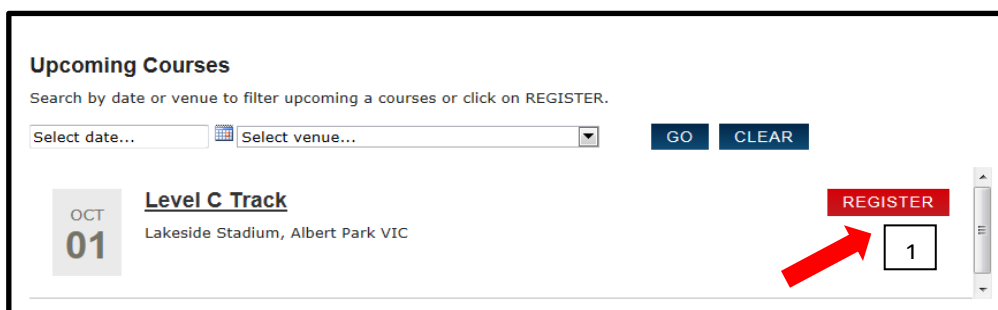 Upcoming Courses
Search by date or venue to filter upcoming a courses or click on REGISTER.
Select date... Select venue... GO CLEAR
OCT
01
Level C Track
Lakeside Stadium, Albert Park VIC
REGISTER
1